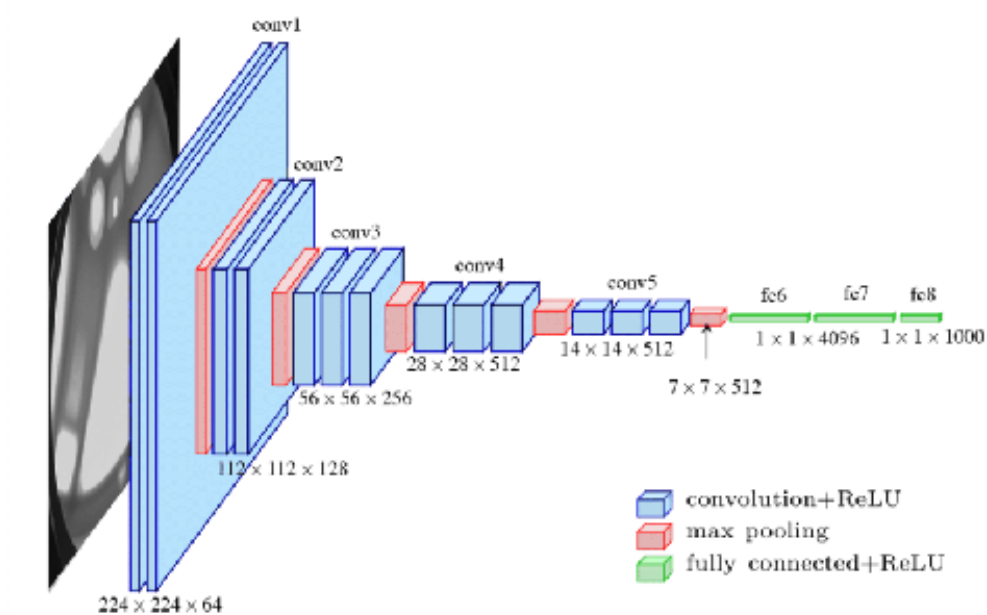 conv1
conv2
conv3
conv4
conv5
fc6
fc7
fc8
1 × 1 × 4096
1 × 1 × 1000
14 × 14 × 512
28 × 28 × 512
7 × 7 × 512
56 × 56 × 256
112 × 112 × 128
224 × 224 × 64
convolution+ReLU
max pooling
fully connected+ReLU